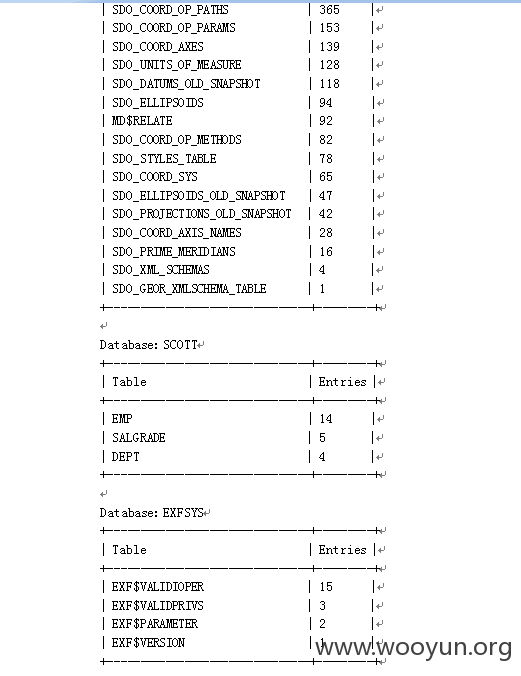 | SDO_COORD_OP_PATHS | 365 |
| SDO_COORD_OP_PARAMS | 153 |
| SDO_COORD_AXES | 139 |
| SDO_UNITS_OF_MEASURE | 128 |
| SDO_DATUMS_OLD_SNAPSHOT | 118 |
| SDO_ELLIPSOIDS | 94 |
| MD$RELATE | 92 |
| SDO_COORD_OP_METHODS | 82 |
| SDO_STYLES_TABLE | 78 |
| SDO_COORD_SYS | 65 |
| SDO_ELLIPSOIDS_OLD_SNAPSHOT | 47 |
| SDO_PROJECTIONS_OLD_SNAPSHOT | 42 |
| SDO_COORD_AXIS_NAMES | 28 |
| SDO_PRIME_MERIDIANS | 16 |
| SDO_XML_SCHEMAS | 4 |
| SDO_GEOR_XMLSCHEMA_TABLE | 1 |
Database: SCOTT
| Table | Entries |
| EMP | 14 |
| SALGRADE | 5 |
| DEPT | 4 |
Database: EXFSYS
| Table | Entries |
| EXF$VALIDIOPER | 15 |
| EXF$VALIDPRIVS | 3 |
| EXF$PARAMETER | 2 |
| EXF$VERSION |
www.wooyun.org